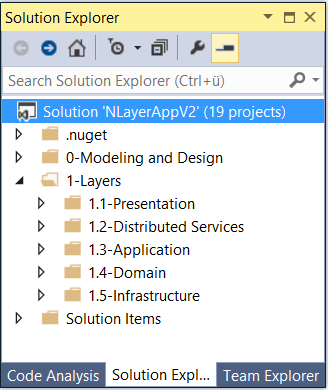 Solution Explorer
Search Solution Explorer (Ctrl+ü)
Solution 'NLayerAppV2' (19 projects)
.nuget
0-Modeling and Design
1-Layers
1.1-Presentation
1.2-Distributed Services
1.3-Application
1.4-Domain
1.5-Infrastructure
Solution Items
Code Analysis Solution Expl... Team Explorer